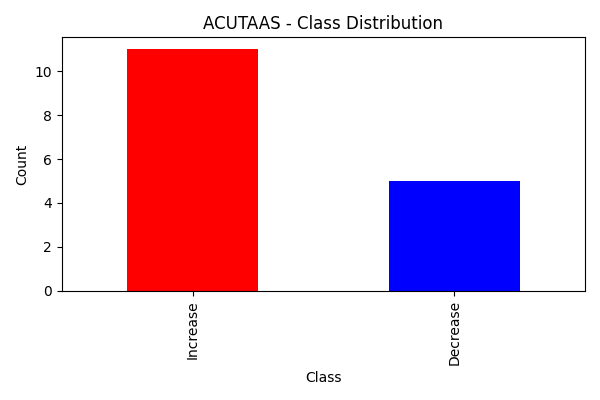 ACUTAAS - Class Distribution
Count
10
8
6
4
2
0
Increase
Decrease
Class